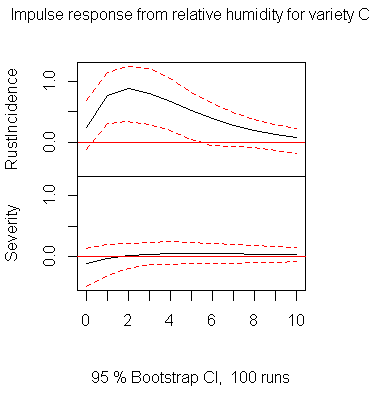 Impulse response from relative humidity for variety C
RustIncidence
1.0
0.0
Severity
1.0
0.0
0 2 4 6 8 10
95 % Bootstrap CI, 100 runs